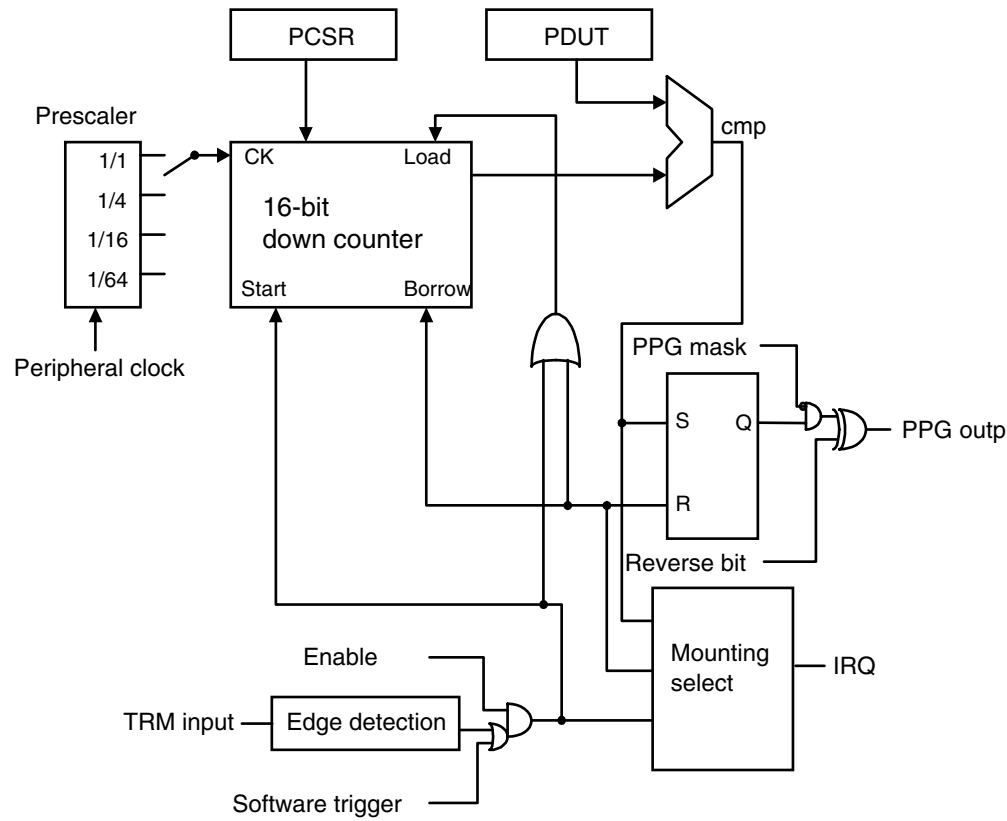 PCSR
PDUT
Prescaler
cmp
1/1
CK
Load
1/4
16-bit
down counter
1/16
1/64
Start
Borrow
Peripheral clock
PPG mask
S
Q
PPG outp
R
Reverse bit
Enable
Mounting
select
IRQ
TRM input
Edge detection
Software trigger